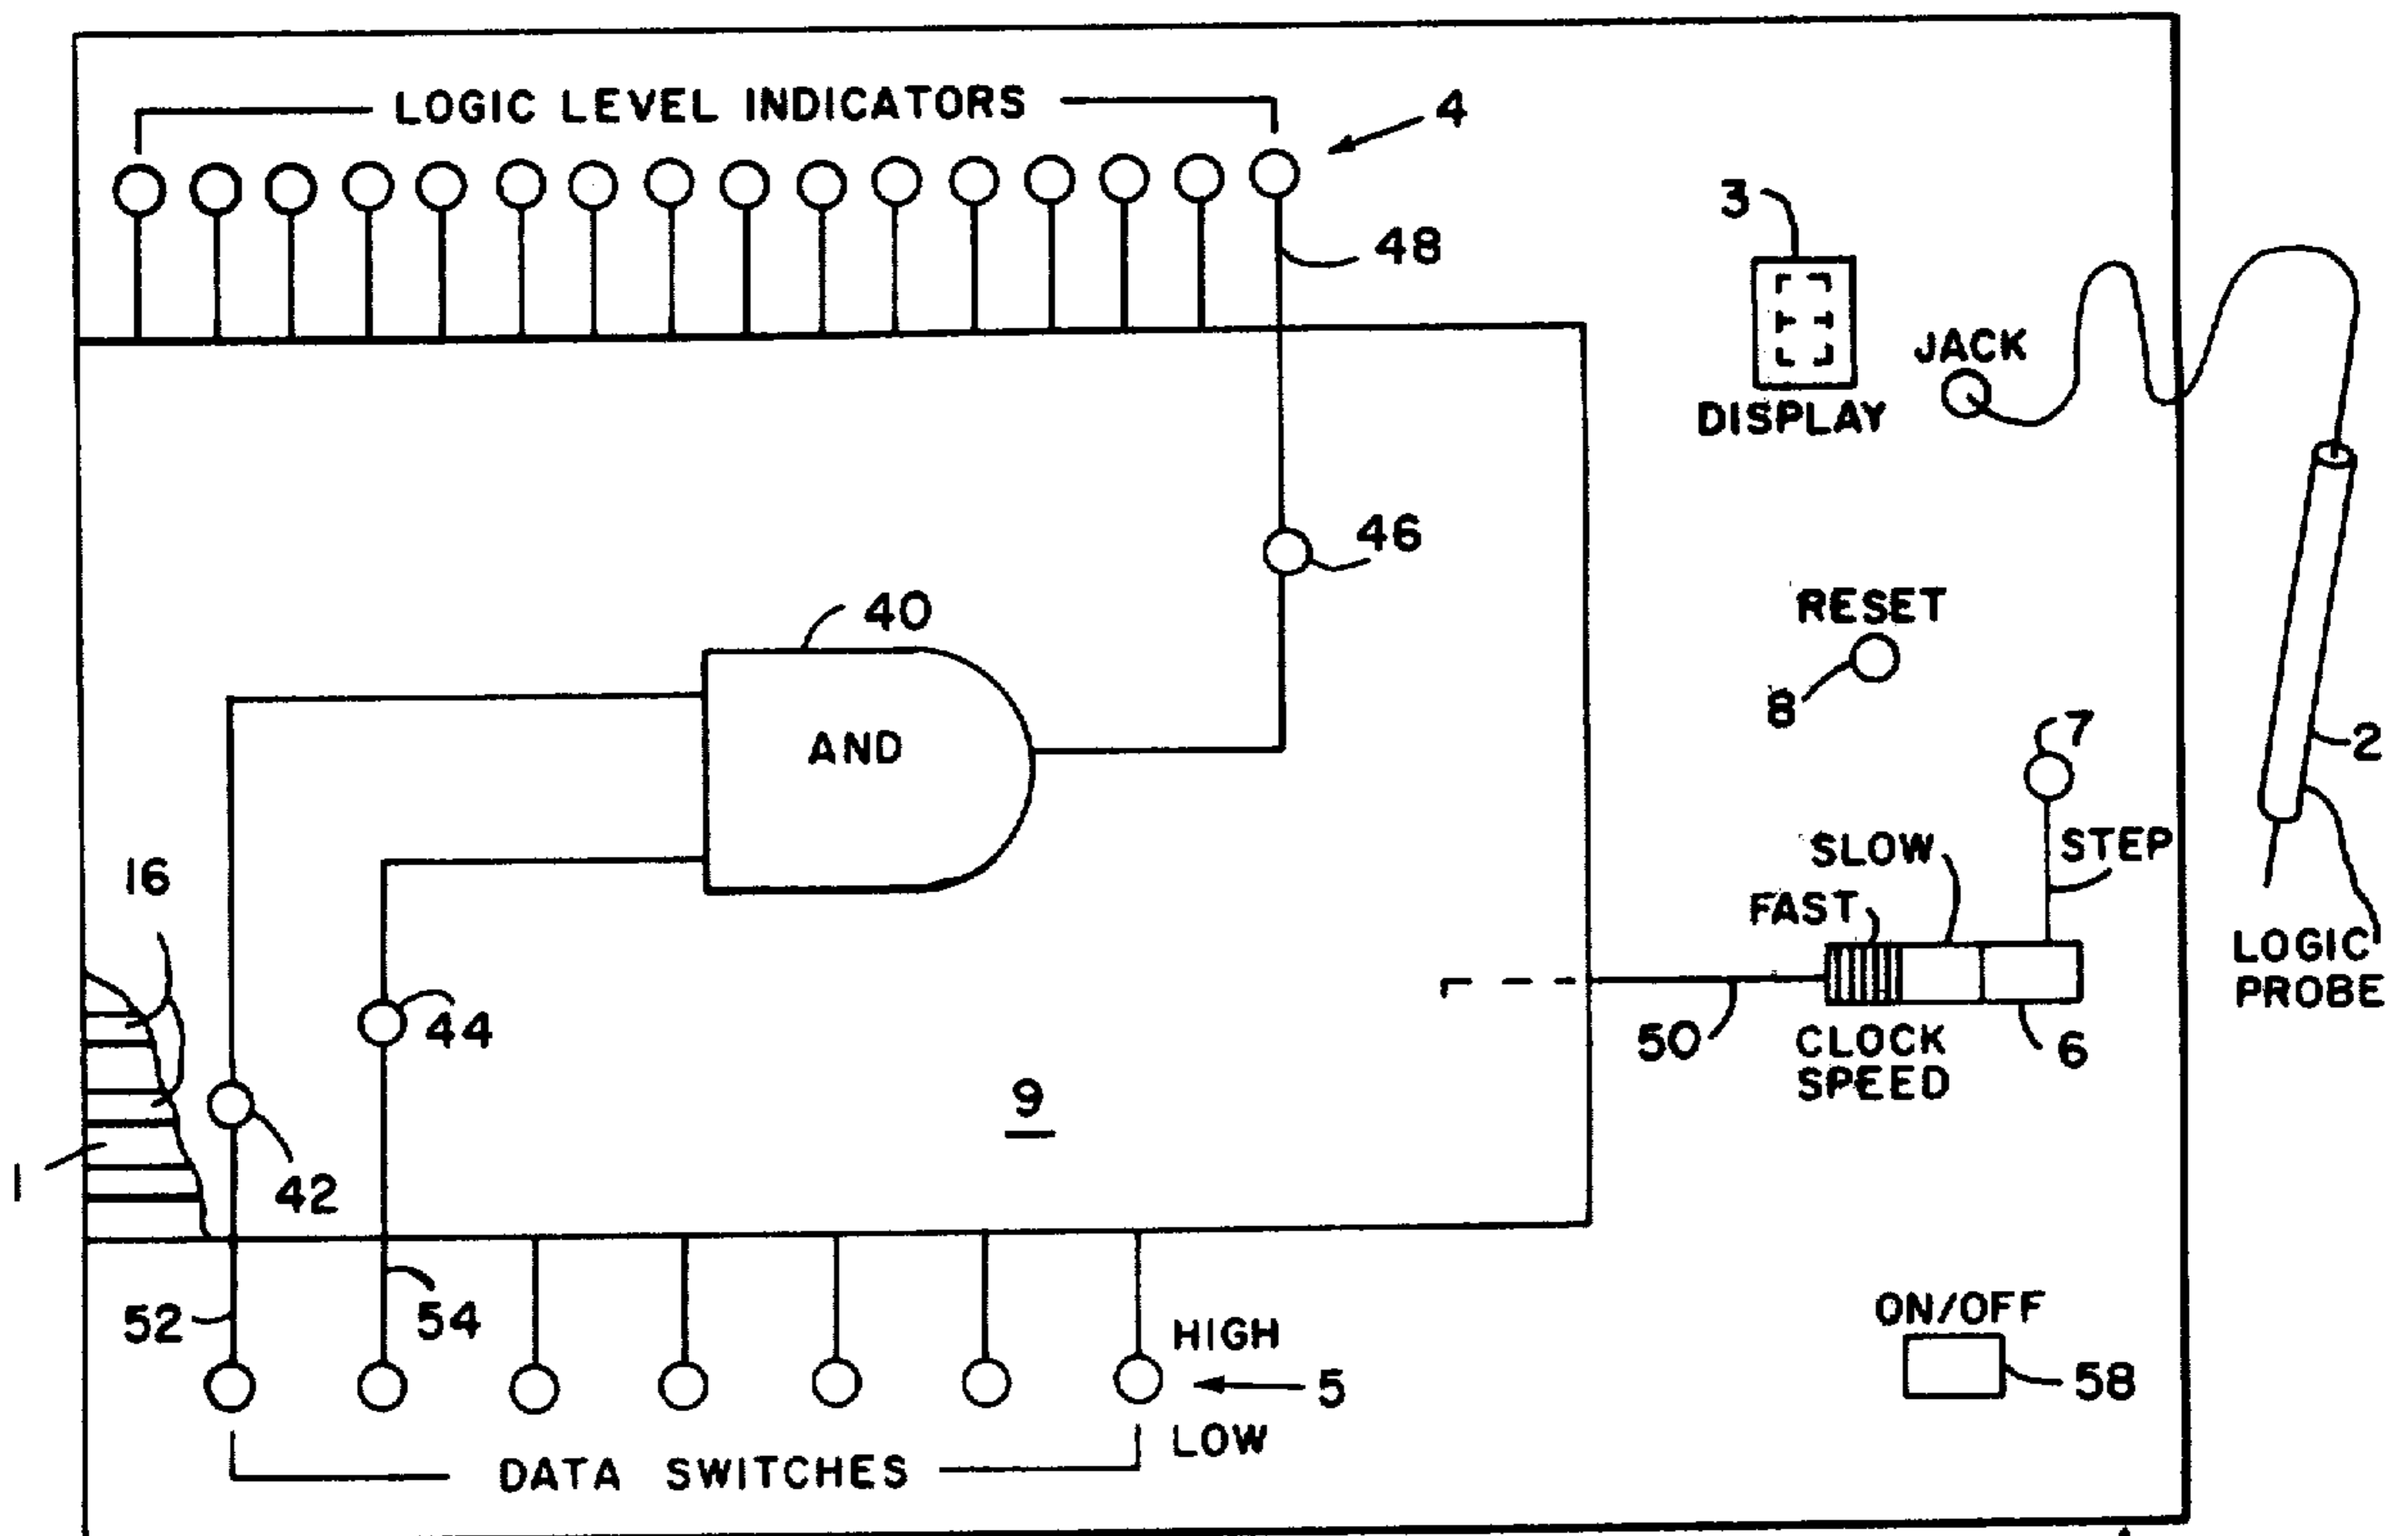 LOGIC LEVEL INDICATORS
4
3
48
JACK
DISPLAY
46
40
RESET
8
AND
7
2
STEP
SLOW
FAST
16
LOGIC
PROBE
44
50
CLOCK
SPEED
6
9
1
42
52
54
HIGH
5
LOW
ON/OFF
58
DATA SWITCHES